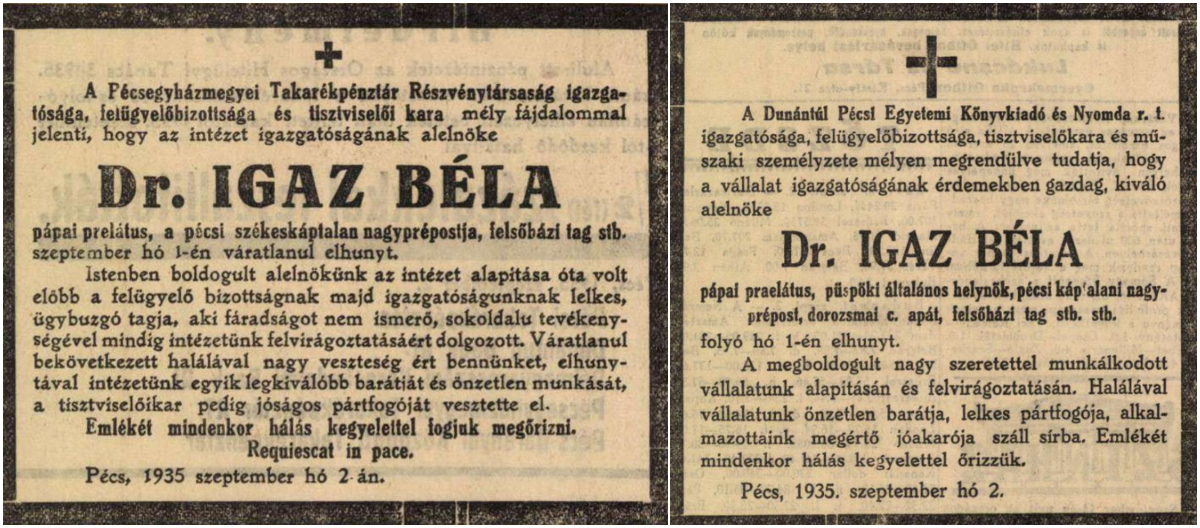 A Pécsegyházmegyei Takarékpénztár Részvénytársaság igazga-
tósága, felügyelőbizottsága és tisztviselői kara mély fájdalommal
jelenti, hogy az intézet igazgatóságának alelnöke
Dr. IGAZ BÉLA
pápai prelátus, a pécsi székeskáptalan nagyprépostja, felsőházi tag stb.
szeptember hó 1-én váratlanul elhunyt.
Istenben boldogult alelnökünk az intézet alapitása óta volt
előbb a felügyelő bizottságnak majd igazgatóságunknak lelkes,
ügybuzgó tagja, aki fáradságot nem ismerő, sokoldalu tevékeny-
ségével mindig intézetünk felvirágoztatásáért dolgozott. Váratlanul
bekövetkezett halálával nagy veszteség ért bennünket, elhuny-
tával intézetünk egyik legkiválóbb barátját és önzetlen munkását,
a tisztviselőikar pedig jóságos pártfogóját vesztette el.
Emlékét mindenkor hálás kegyelettel fogjuk megőrizni.
Requiescat in pace.
Pécs, 1935 szeptember hó 2-án.
A Dunántúl Pécsi Egyetemi Könyvkiadó és Nyomda r. t.
igazgatósága, felügyelőbizottsága, tisztviselőkara és mű-
szaki személyzete mélyen megrendülve tudatja, hogy
a vállalat igazgatóságának érdemekben gazdag, kiváló
alelnöke
Dr. IGAZ BÉLA
pápai praelátus, püspöki általános helynök, pécsi káp'alani nagy-
prépost, dorozsmai c. apát, felsőházi tag stb. stb.
folyó hó 1-én elhunyt.
A megboldogult nagy szeretettel munkálkodott
vállalatunk alapitásán és felvirágoztatásán. Halálával
vállalatunk önzetlen barátja, lelkes pártfogója, alkal-
mazottaink megértő jóakarója száll sírba. Emlékét
mindenkor hálás kegyelettel őrizzük.
Pécs, 1935. szeptember hó 2.